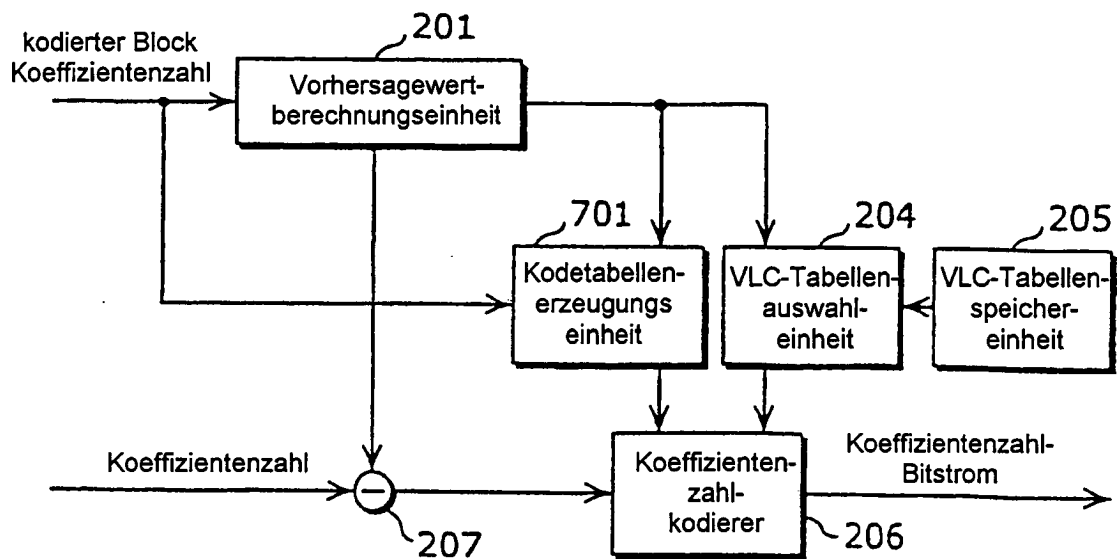 201
kodierter Block
Koeffizientenzahl
Vorhersagewert-
berechnungseinheit
701
204
205
Kodetabellen-
erzeugungs
einheit
VLC-Tabellen-
auswahl-
einheit
VLC-Tabellen-
speicher-
einheit
Koeffizientenzahl
207
Koeffizienten-
zahl-
kodierer
206
Koeffizientenzahl-
Bitstrom